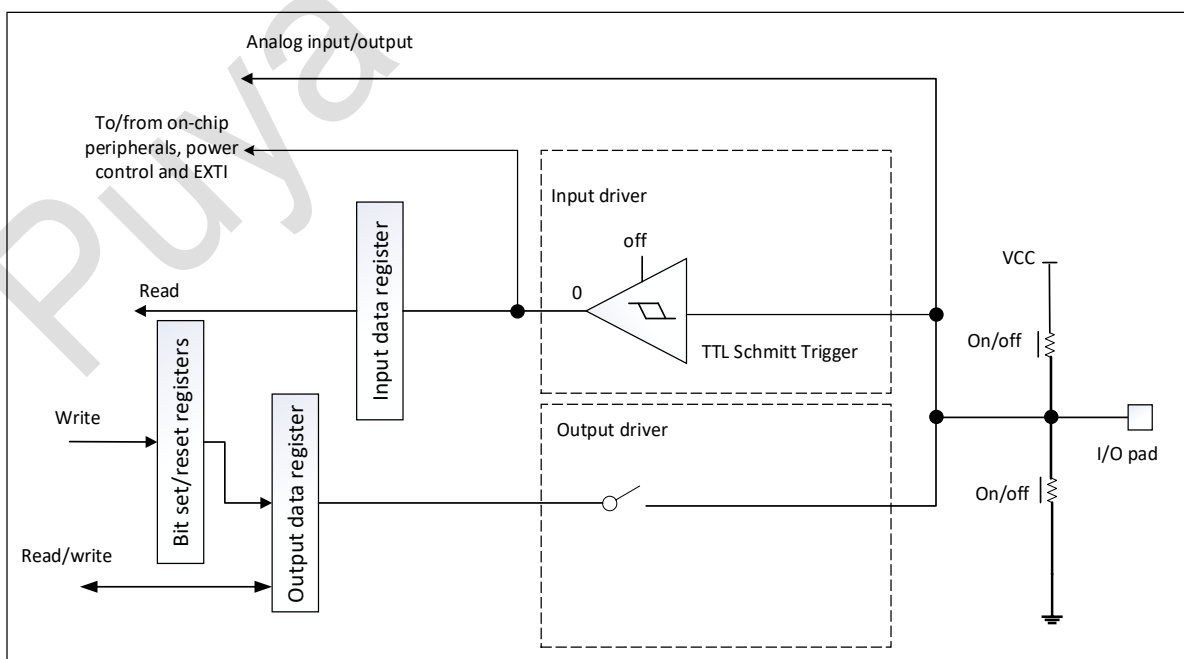 Puya
Analog input/output
To/from on-chip
peripherals, power
control and EXTI
Input driver
off
VCC
0
Read
Input data register
On/off
TTL Schmitt Trigger
Bit set/reset registers
Write
Output data register
Output driver
I/O pad
On/off
Read/write